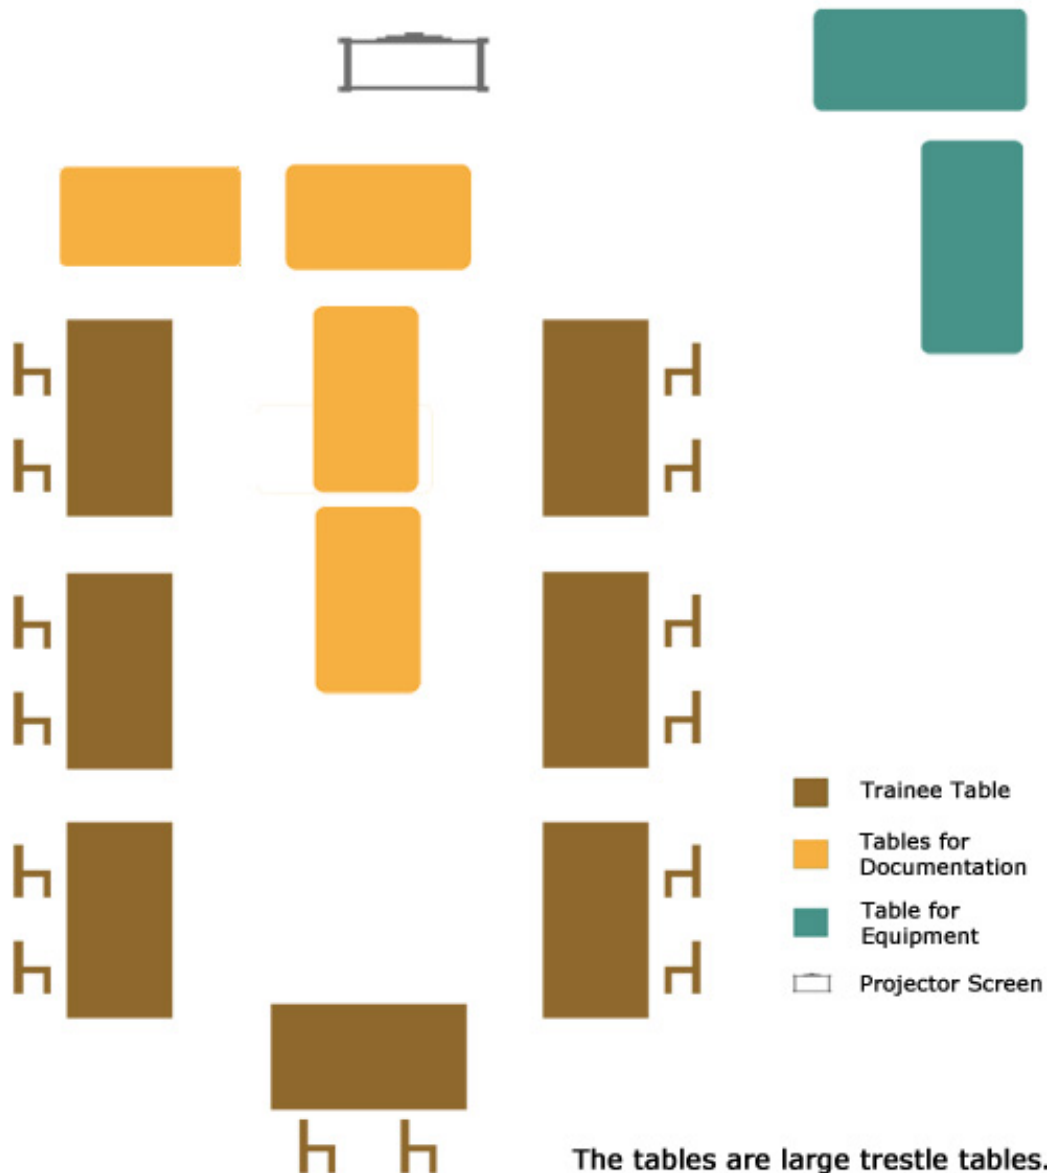 Trainee Table
Tables for
Documentation
Table for
Equipment
Projector Screen
The tables are large trestle tables.